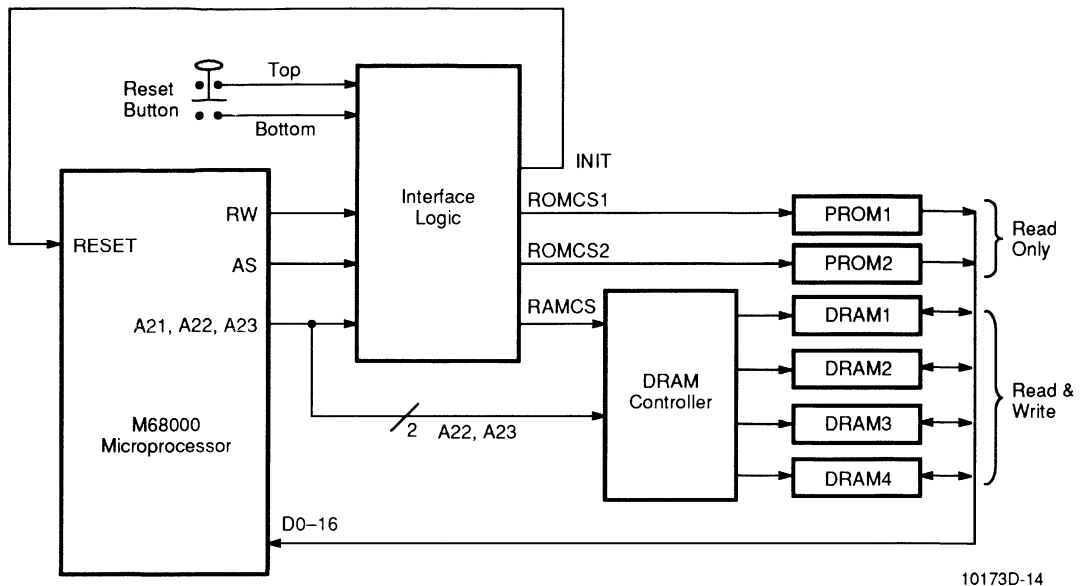 Top
Reset
Button
Bottom
INIT
Interface
Logic
ROMCS1
PROM1
RW
Read
Only
RESET
ROMCS2
PROM2
AS
RAMCS
DRAM1
A21, A22, A23
DRAM2
DRAM
Controller
Read &
Write
M68000
Microprocessor
2
A22, A23
DRAM3
DRAM4
D0–16
10173D-14